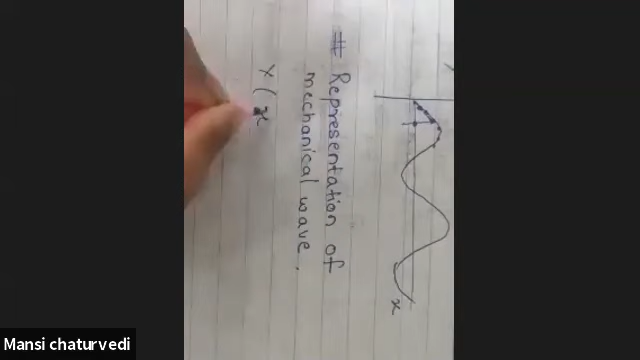 # Representation of
mechanical wave.
Y (x
x
Mansi chaturvedi